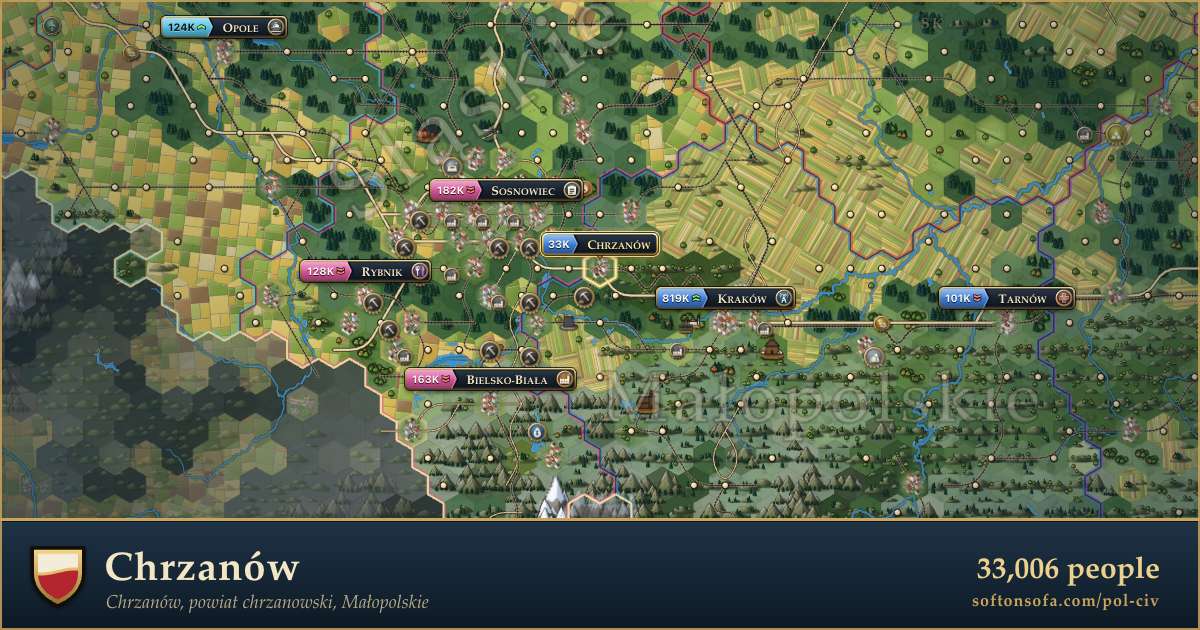 124K OPOLE
Śląskie
182K SOSNOWIEC
33K CHRZANÓW
128K RYBNIK
819K KRAKÓW
101K TARNÓW
163K BIELSKO-BIAŁA
Małopolskie
Chrzanów
Chrzanów, powiat chrzanowski, Małopolskie
33,006 people
softonsofa.com/pol-civ